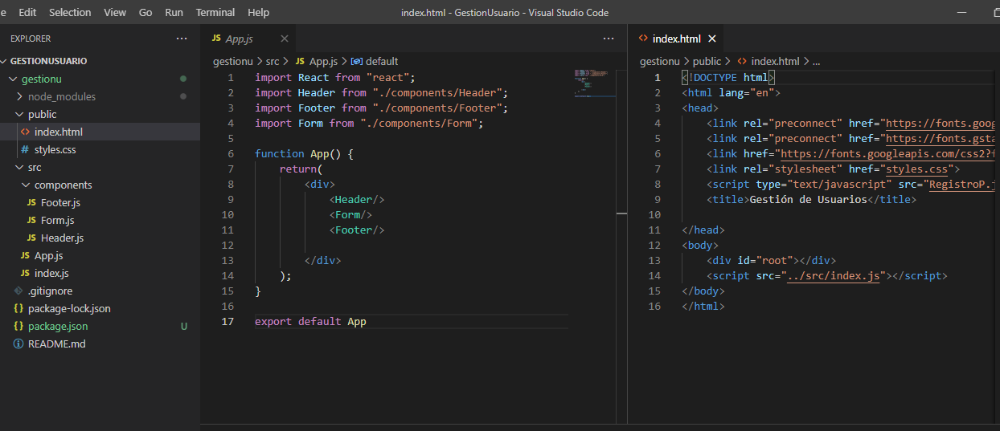 e Edit Selection View Go Run Terminal Help index.html - GestionUsuario - Visual Studio Code
EXPLORER
GESTIONUSUARIO
gestionu
node_modules
public
index.html
styles.css
src
components
Footer.js
Form.js
Header.js
App.js
index.js
.gitignore
package-lock.json
package.json U
README.md
JS App.js
gestionu > src > JS App.js > default
1 import React from "react";
2 import Header from "./components/Header";
3 import Footer from "./components/Footer";
4 import Form from "./components/Form";
5
6 function App() {
7 return(
8 <div>
9 <Header/>
10 <Form/>
11 <Footer/>
12
13 </div>
14 );
15 }
16
17 export default App
index.html
gestionu > public > index.html > ...
1 <!DOCTYPE html>
2 <html lang="en">
3 <head>
4 <link rel="preconnect" href="https://fonts.goog
5 <link rel="preconnect" href="https://fonts.gsta
6 <link href="https://fonts.googleapis.com/css2?f
7 <link rel="stylesheet" href="styles.css">
8 <script type="text/javascript" src="RegistroP.j
9 <title>Gestión de Usuarios</title>
10
11 </head>
12 <body>
13 <div id="root"></div>
14 <script src="../src/index.js"></script>
15 </body>
16 </html>